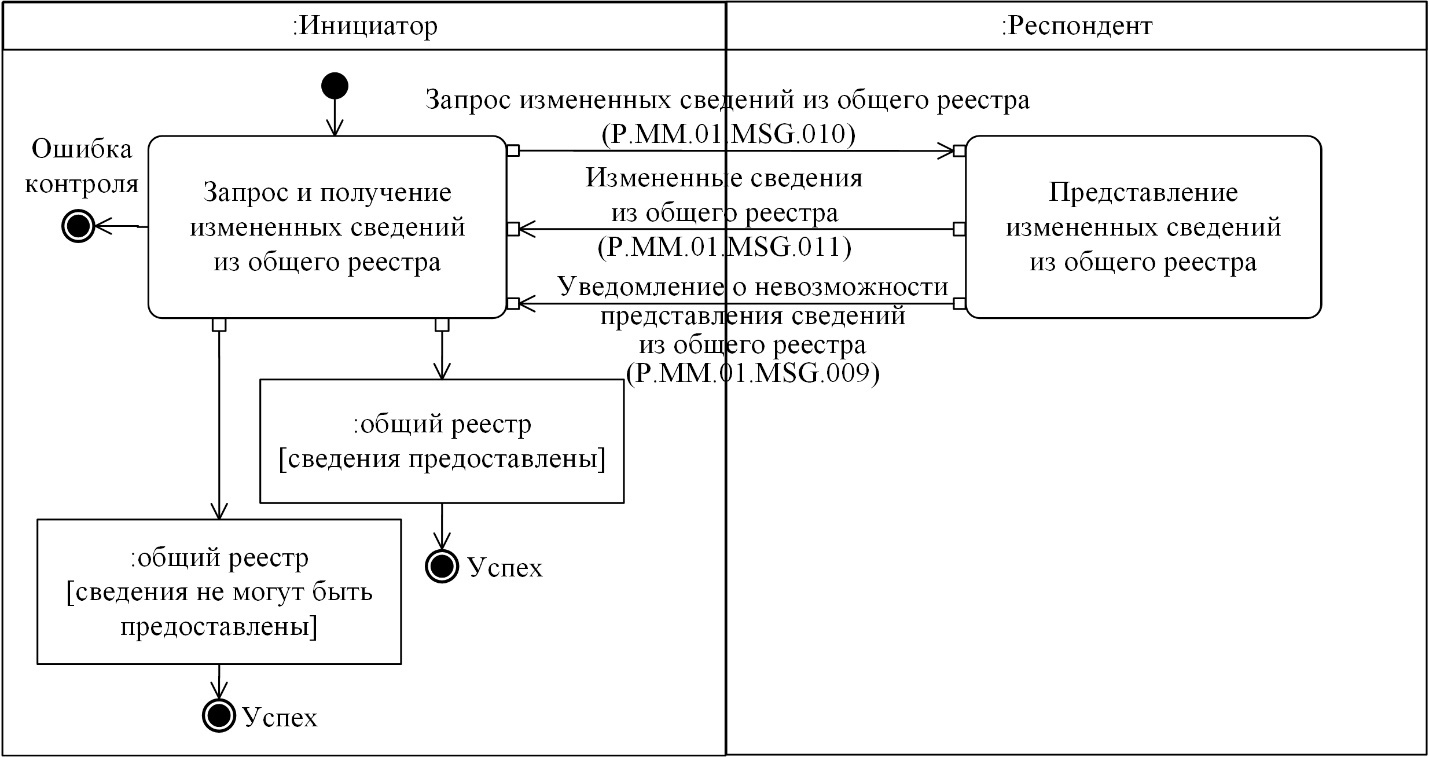 :Инициатор
:Респондент
Запрос измененных сведений из общего реестра
(P.MM.01.MSG.010)
Ошибка
контроля
Запрос и получение
измененных сведений
из общего реестра
Измененные сведения
из общего реестра
(P.MM.01.MSG.011)
Представление
измененных сведений
из общего реестра
Уведомление о невозможности
представления сведений
из общего реестра
(P.MM.01.MSG.009)
:общий реестр
[сведения предоставлены]
Успех
:общий реестр
[сведения не могут быть
предоставлены]
Успех